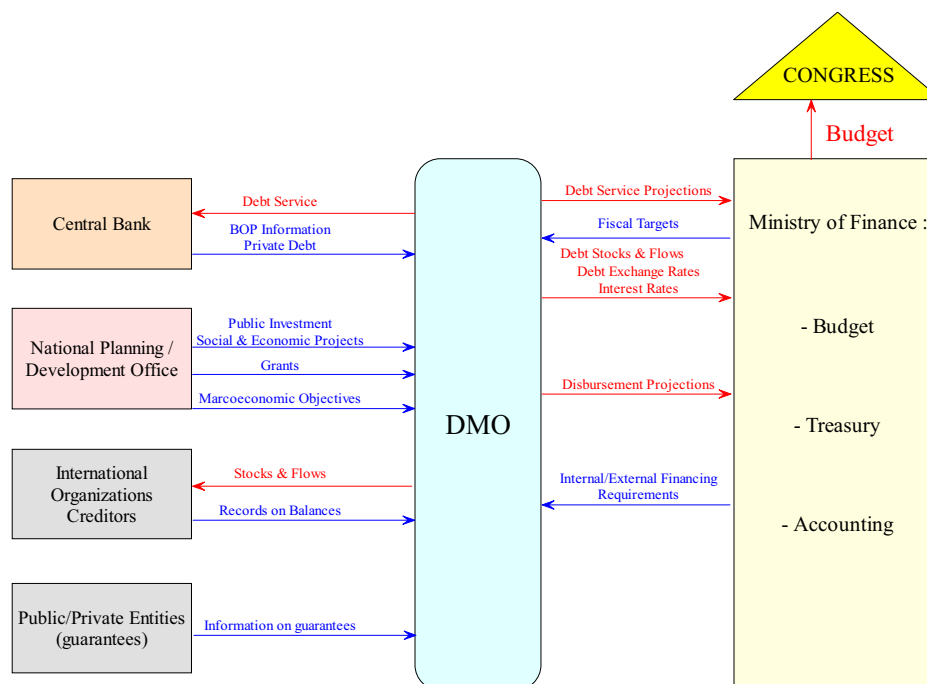 CONGRESS
Budget
Central Bank
Debt Service
BOP Information
Private Debt
National Planning /
Development Office
Public Investment
Social & Economic Projects
Grants
Marcoeconomic Objectives
International
Organizations
Creditors
Stocks & Flows
Records on Balances
Public/Private Entities
(guarantees)
Information on guarantees
DMO
Debt Service Projections
Fiscal Targets
Debt Stocks & Flows
Debt Exchange Rates
Interest Rates
Disbursement Projections
Internal/External Financing
Requirements
Ministry of Finance :
- Budget
- Treasury
- Accounting